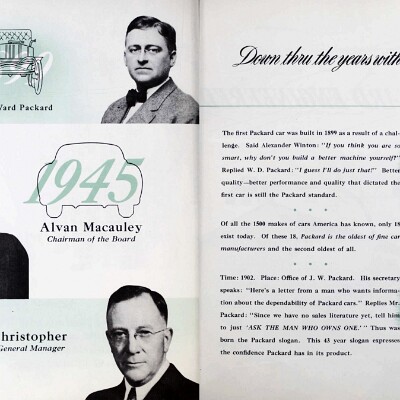 Ward Packard
1945
Alvan Macauley
Chairman of the Board
Christopher
General Manager
Down thru the years with
The first Packard car was built in 1899 as a result of a chal-
lenge. Said Alexander Winton: "If you think you are so
smart, why don't you build a better machine yourself?"
Replied W. D. Packard: "I guess I'll do just that!" Better
quality—better performance and quality that dictated the
first car is still the Packard standard.
* * *
Of all the 1500 makes of cars America has known, only 18
exist today. Of these 18, Packard is the oldest of fine car
manufacturers and the second oldest of all.
* * *
Time: 1902. Place: Office of J. W. Packard. His secretary
speaks: "Here's a letter from a man who wants informa-
tion about the dependability of Packard cars." Replies Mr.
Packard: "Since we have no sales literature yet, tell him
to just 'ASK THE MAN WHO OWNS ONE.' " Thus was
born the Packard slogan. This 43 year slogan expresses
the confidence Packard has in its product.